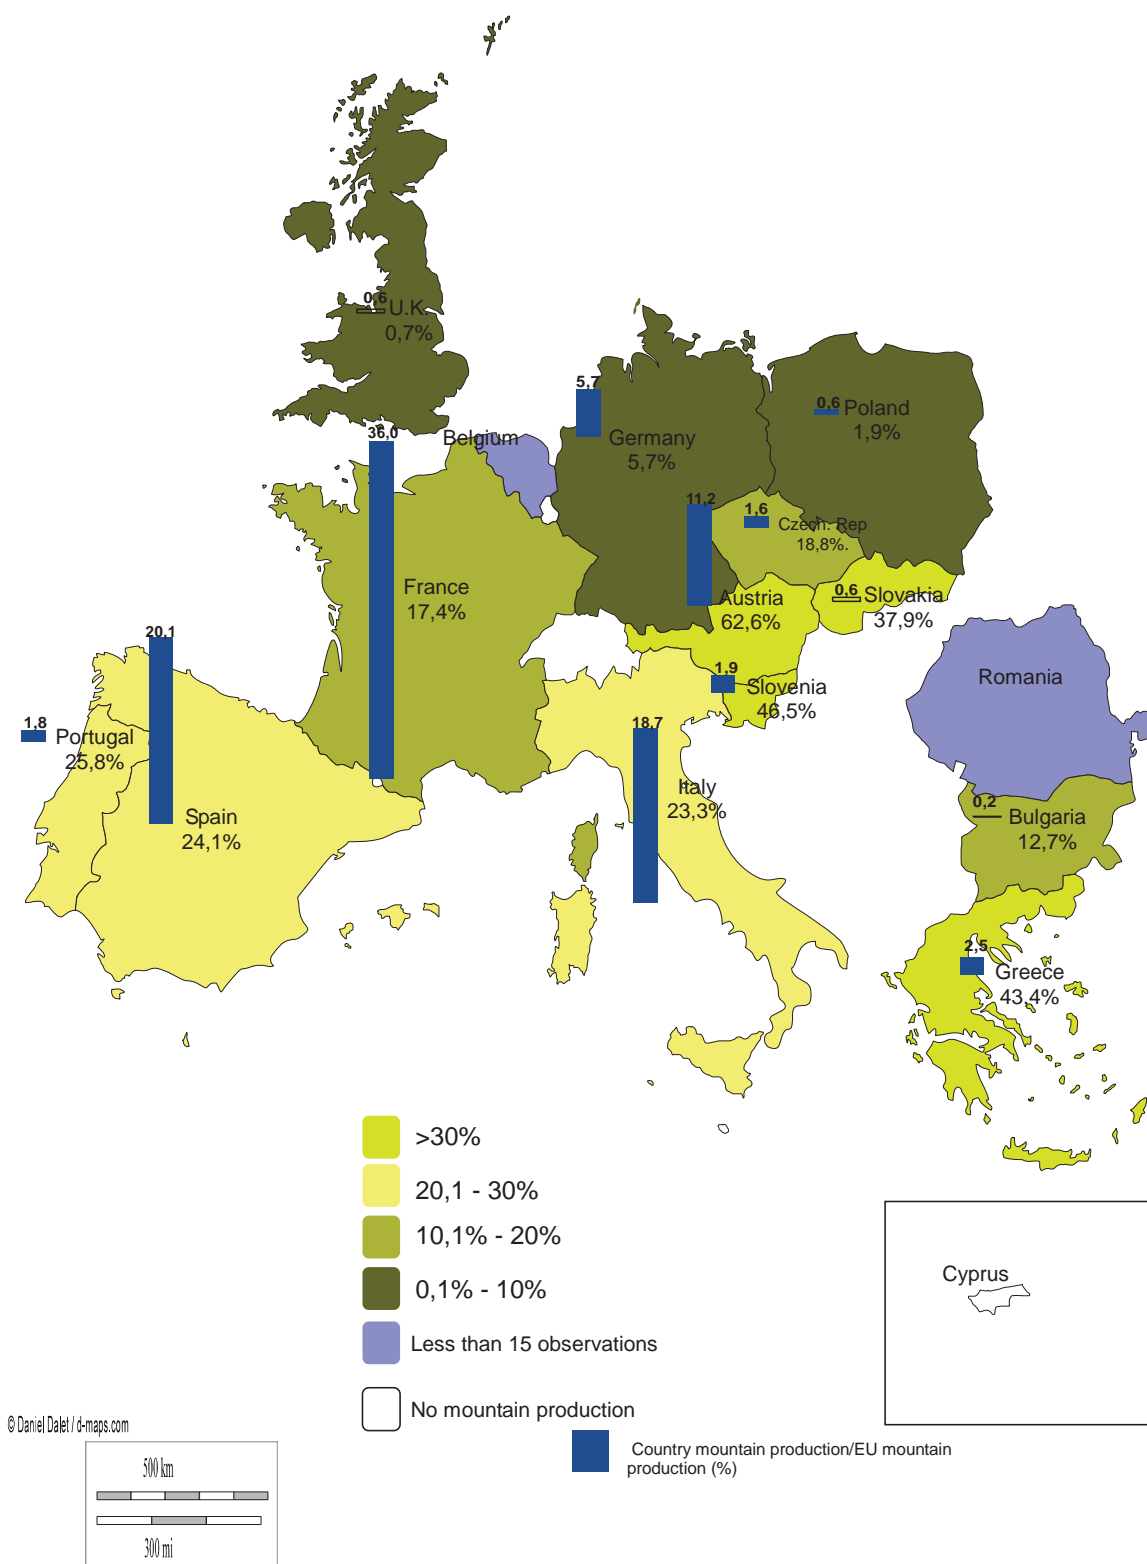 0,6
U.K.
0,7%
5,7
Germany
5,7%
0,6
Poland
1,9%
36,0
Belgium
11,2
1,6
Czech. Rep
18,8%.
France
17,4%
Austria
62,6%
0,6
Slovakia
37,9%
20,1
1,9
Slovenia
46,5%
Romania
1,8
Portugal
25,8%
18,7
Italy
23,3%
Spain
24,1%
0,2
Bulgaria
12,7%
2,5
Greece
43,4%
>30%
20,1 - 30%
10,1% - 20%
0,1% - 10%
Less than 15 observations
No mountain production
Cyprus
Country mountain production/EU mountain
production (%)
© Daniel Dalet / d-maps.com
500 km
300 mi